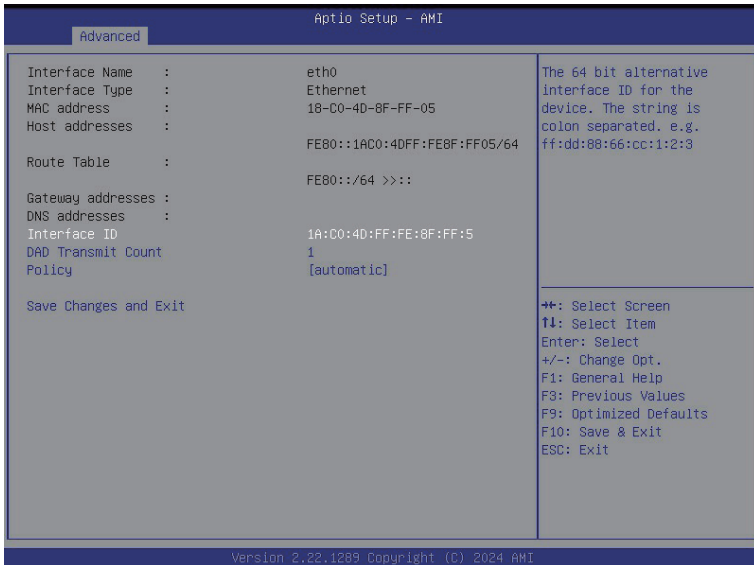 Aptio Setup – AMI
Advanced
Interface Name : eth0
Interface Type : Ethernet
MAC address : 18-C0-4D-8F-FF-05
Host addresses :
FE80::1AC0:4DFF:FE8F:FF05/64
Route Table :
FE80::/64 >>::
Gateway addresses :
DNS addresses :
Interface ID 1A:C0:4D:FF:FE:8F:FF:5
DAD Transmit Count 1
Policy [automatic]
Save Changes and Exit
The 64 bit alternative
interface ID for the
device. The string is
colon separated. e.g.
ff:dd:88:66:cc:1:2:3
→←: Select Screen
↑↓: Select Item
Enter: Select
+/-: Change Opt.
F1: General Help
F3: Previous Values
F9: Optimized Defaults
F10: Save & Exit
ESC: Exit
Version 2.22.1289 Copyright (C) 2024 AMI